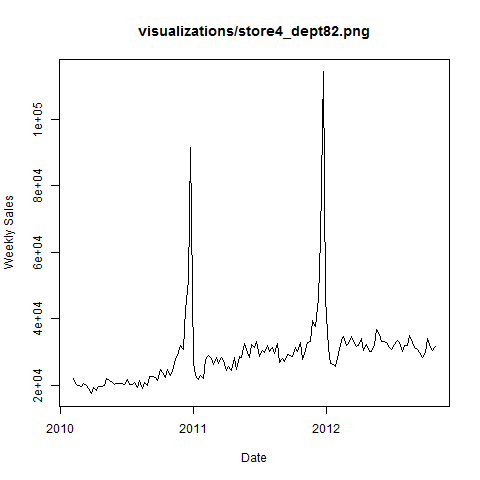 visualizations/store4_dept82.png
1e+05
8e+04
6e+04
4e+04
2e+04
Weekly Sales
2010 2011 2012
Date